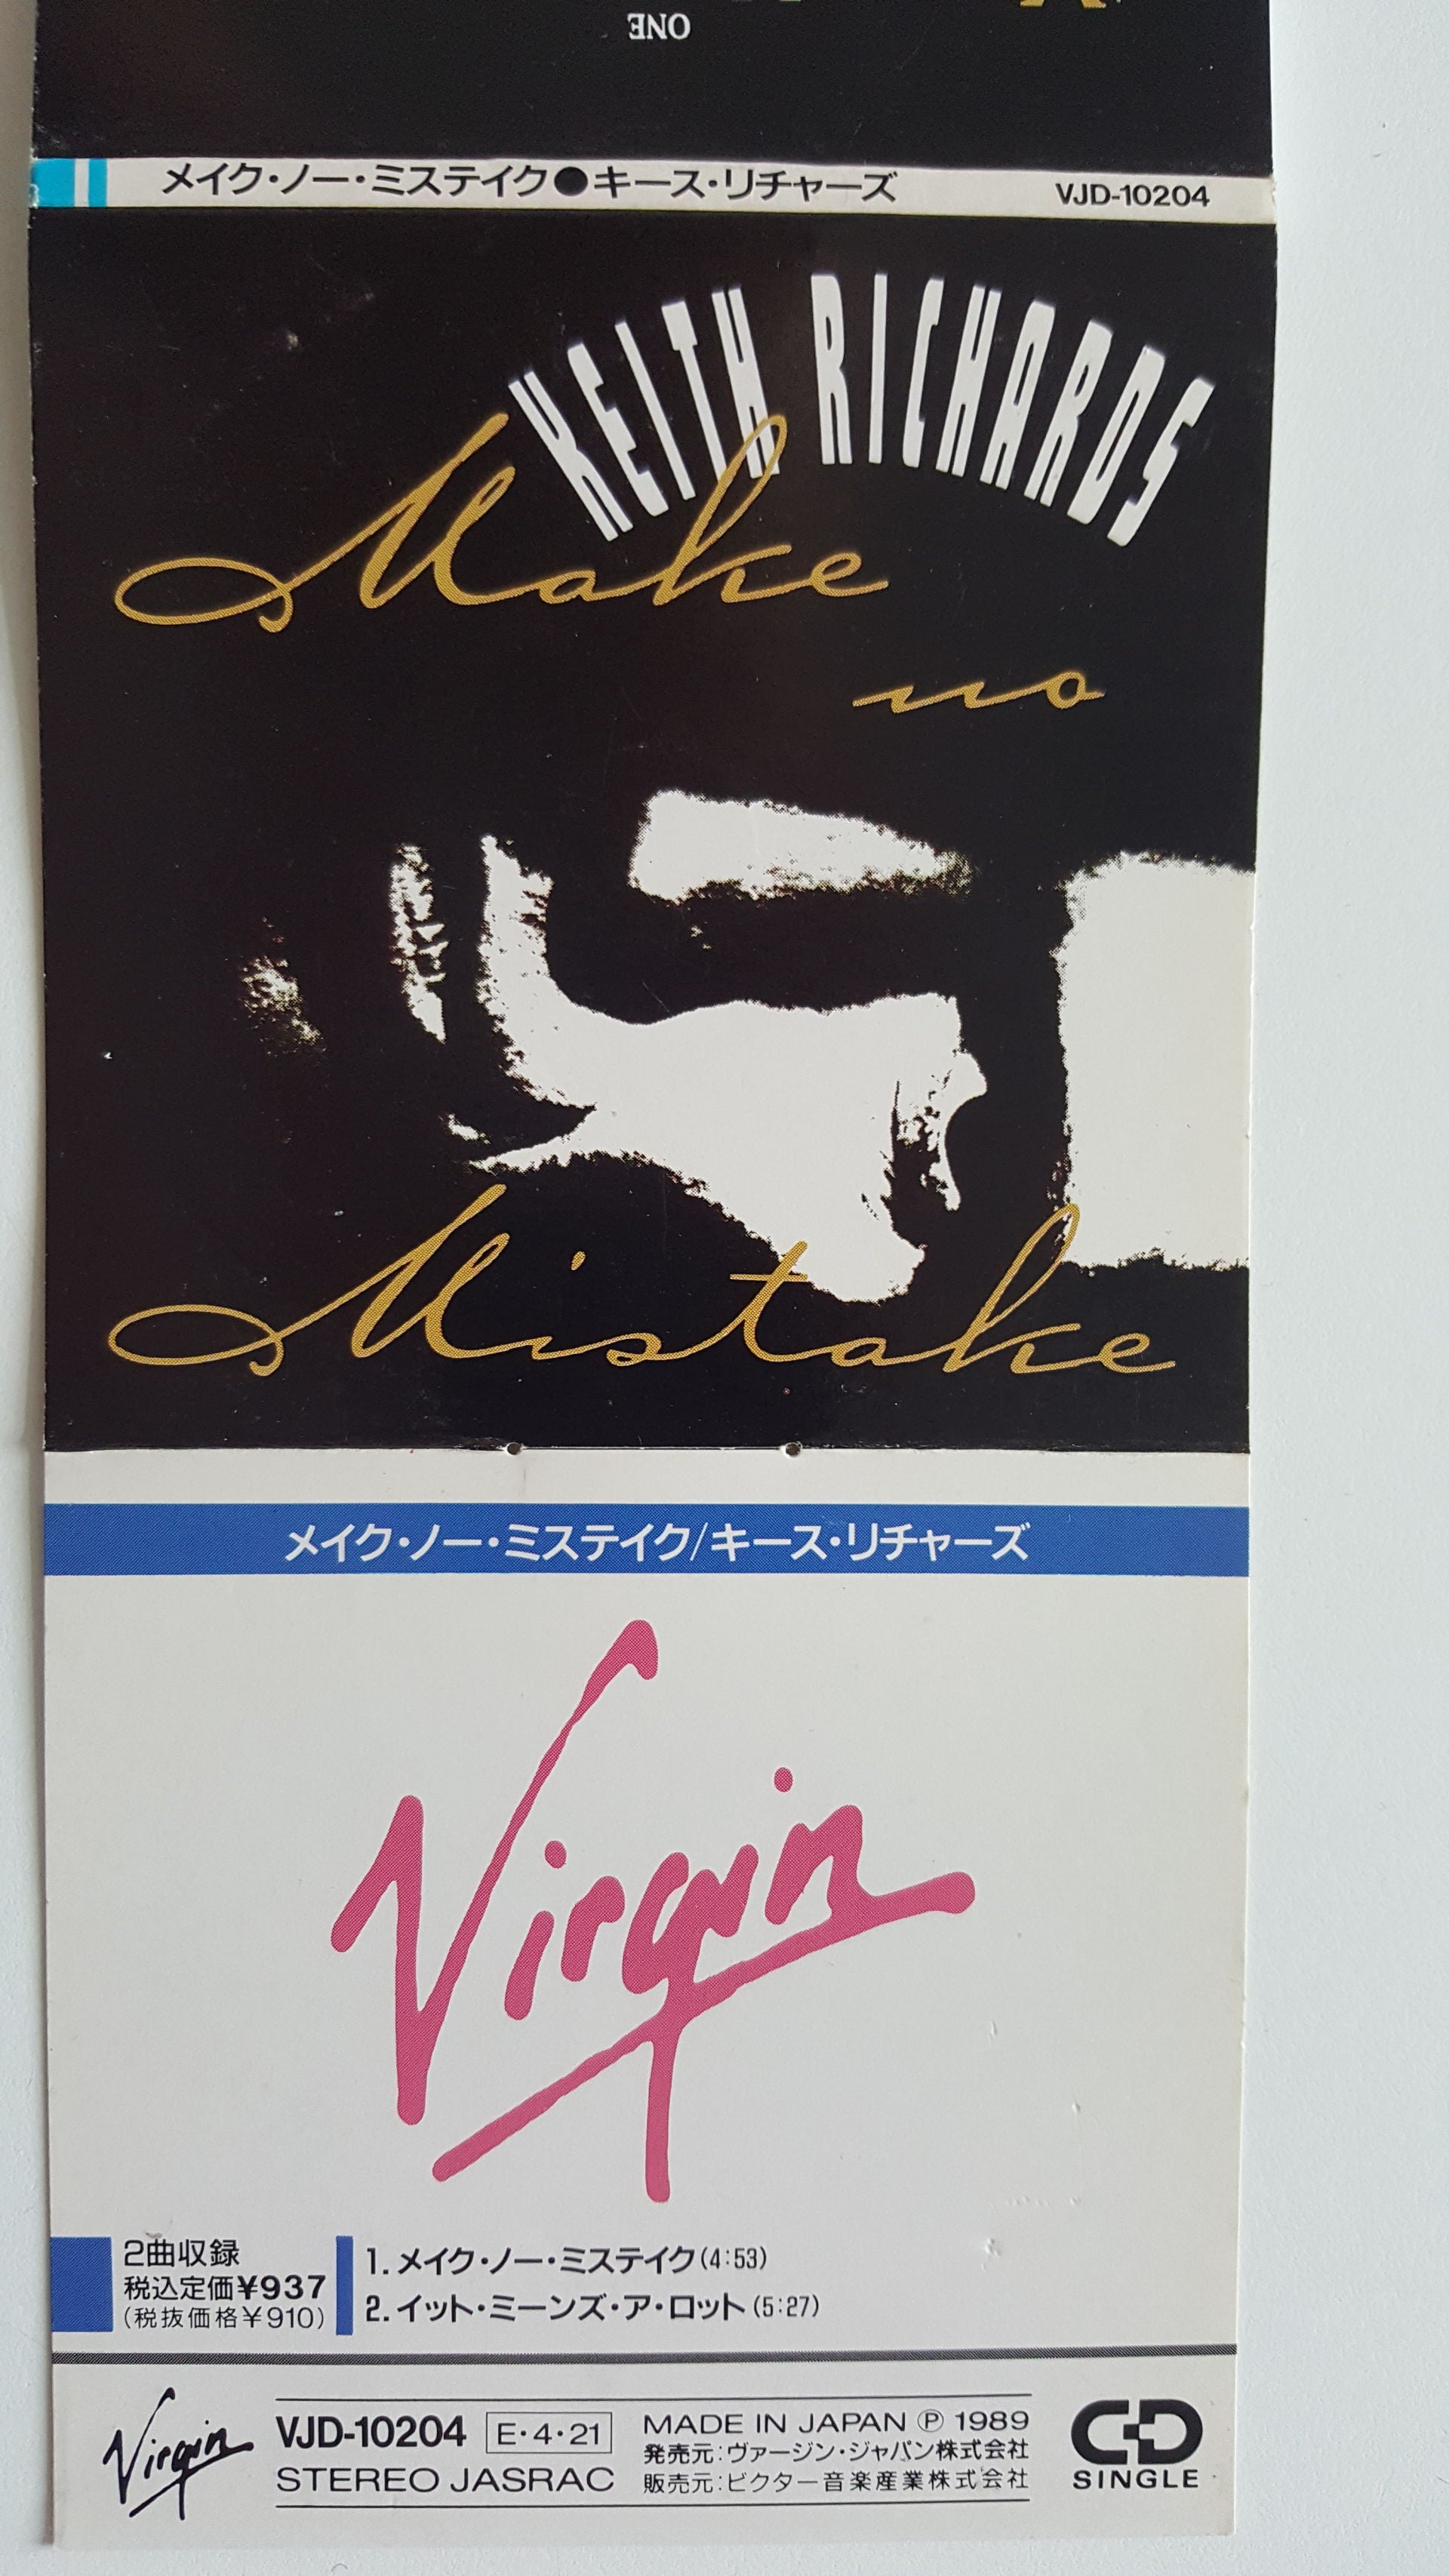 ONE
メイク・ノー・ミステイク●キース・リチャーズ VJD-10204
KEITH RICHARDS
Make
no
Mistake
メイク・ノー・ミステイク/キース・リチャーズ
Virgin
2曲収録
税込定価¥937
(税抜価格¥910)
1. メイク・ノー・ミステイク(4:53)
2. イット・ミーンズ・ア・ロット(5:27)
Virgin
VJD-10204 E・4・21
STEREO JASRAC
MADE IN JAPAN Ⓟ 1989
発売元:ヴァージン・ジャパン株式会社
販売元:ビクター音楽産業株式会社
CD
SINGLE